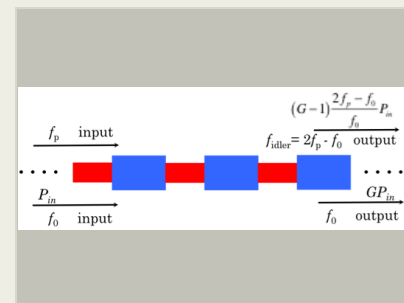 (G−1) (2f_p − f_0)/f_0 P_in
f_p input
f_idler = 2f_p - f_0 output
P_in
GP_in
f_0 input
f_0 output